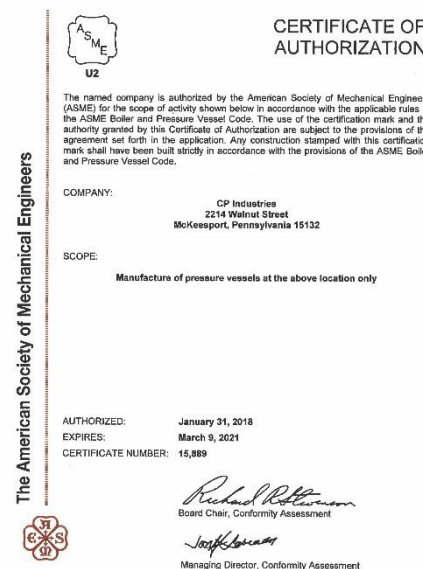 ASME
U2
CERTIFICATE OF
AUTHORIZATION
The named company is authorized by the American Society of Mechanical Enginee
(ASME) for the scope of activity shown below in accordance with the applicable rules
the ASME Boiler and Pressure Vessel Code. The use of the certification mark and th
authority granted by this Certificate of Authorization are subject to the provisions of th
agreement set forth in the application. Any construction stamped with this certificatio
mark shall have been built strictly in accordance with the provisions of the ASME Boile
and Pressure Vessel Code.
COMPANY:
CP Industries
2214 Walnut Street
McKeesport, Pennsylvania 15132
SCOPE:
Manufacture of pressure vessels at the above location only
AUTHORIZED: January 31, 2018
EXPIRES: March 9, 2021
CERTIFICATE NUMBER: 15,889
Board Chair, Conformity Assessment
Managing Director, Conformity Assessment
The American Society of Mechanical Engineers
ASME